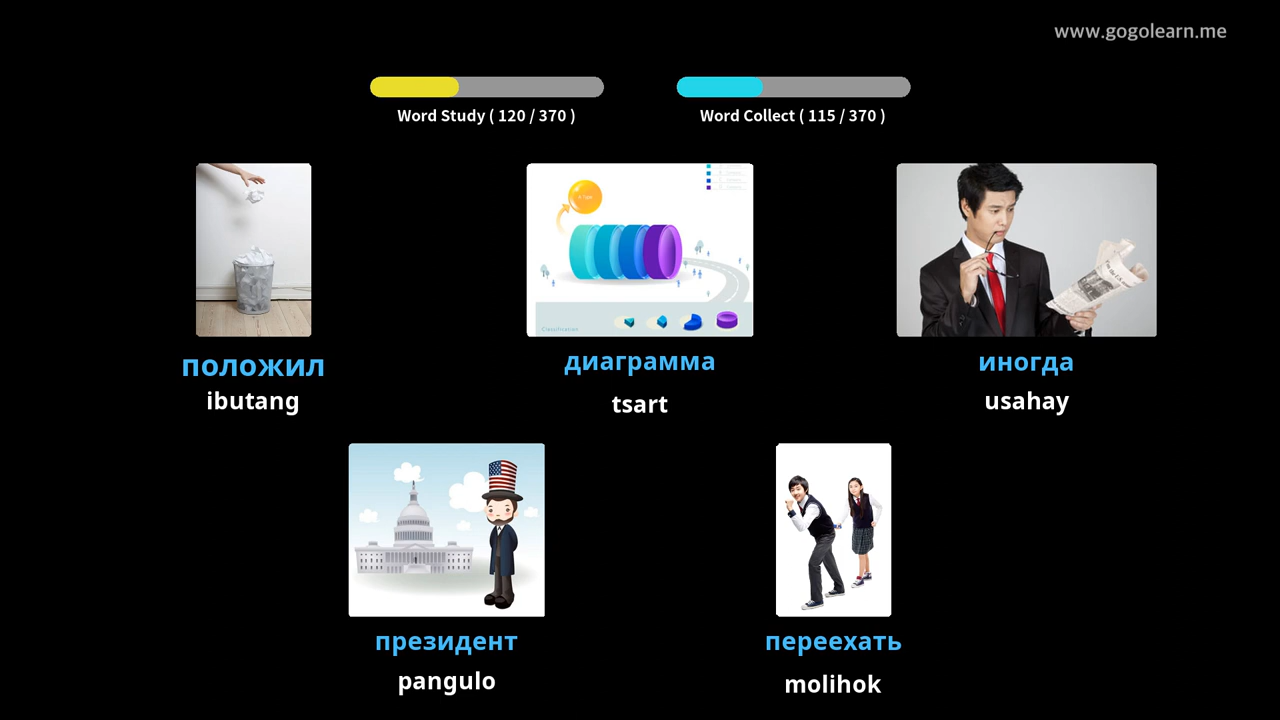 www.gogolearn.me
Word Study ( 120 / 370 )
Word Collect ( 115 / 370 )
положил
ibutang
диаграмма
tsart
иногда
usahay
президент
pangulo
переехать
molihok